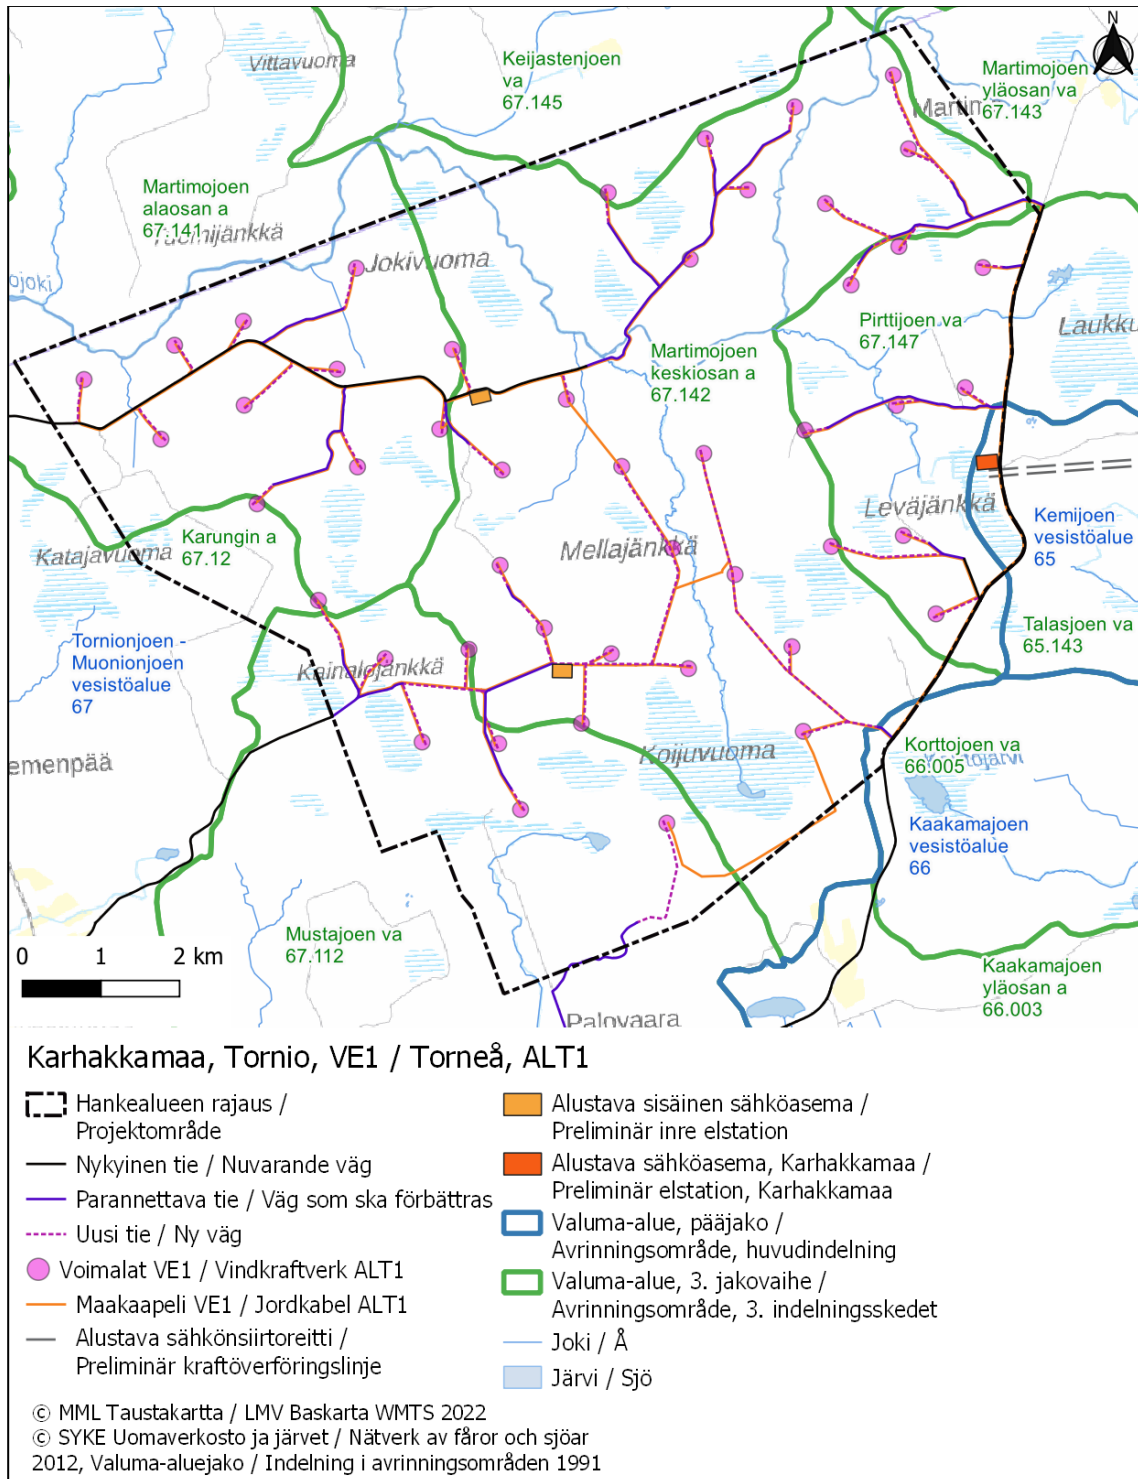 N
Vittavuoma
Keijastenjoen
va
67.145
Martimojoen
yläosan va
67.143
Martim
Martimojoen
alaosan a
67.141
Jokivuoma
ojoki
Pirttijoen va
67.147
Laukku
Martimojoen
keskiosan a
67.142
Leväjänkkä
Kemijoen
vesistöalue
65
Karungin a
67.12
Katajavuoma
Mellajänkkä
Talasjoen va
65.143
Tornionjoen -
Muonionjoen
vesistöalue
67
Kainalojänkkä
Koijuvuoma
Korttojoen va
66.005
emenpää
Kaakamajoen
vesistöalue
66
Mustajoen va
67.112
Kaakamajoen
yläosan a
66.003
0 1 2 km
Palovaara
Karhakkamaa, Tornio, VE1 / Torneå, ALT1
Hankealueen rajaus /
Projektområde
Nykyinen tie / Nuvarande väg
Parannettava tie / Väg som ska förbättras
Uusi tie / Ny väg
Voimalat VE1 / Vindkraftverk ALT1
Maakaapeli VE1 / Jordkabel ALT1
Alustava sähkönsiirtoreitti /
Preliminär kraftöverföringslinje
Alustava sisäinen sähköasema /
Preliminär inre elstation
Alustava sähköasema, Karhakkamaa /
Preliminär elstation, Karhakkamaa
Valuma-alue, pääjako /
Avrinningsområde, huvudindelning
Valuma-alue, 3. jakovaihe /
Avrinningsområde, 3. indelningsskedet
Joki / Å
Järvi / Sjö
© MML Taustakartta / LMV Baskarta WMTS 2022
© SYKE Uomaverkosto ja järvet / Nätverk av fåror och sjöar
2012, Valuma-aluejako / Indelning i avrinningsområden 1991